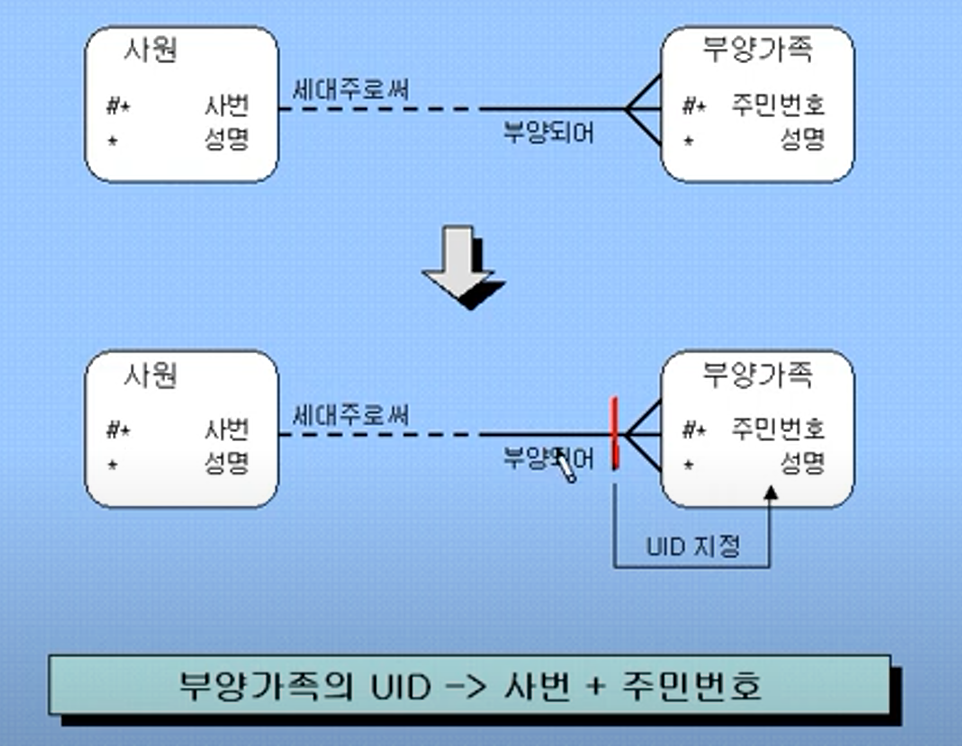 사원
부양가족
세대주로써
#* 사번
#* 주민번호
* 성명
부양되어
* 성명
사원
부양가족
세대주로써
#* 사번
#* 주민번호
* 성명
부양되어
* 성명
UID 지정
부양가족의 UID -> 사번 + 주민번호